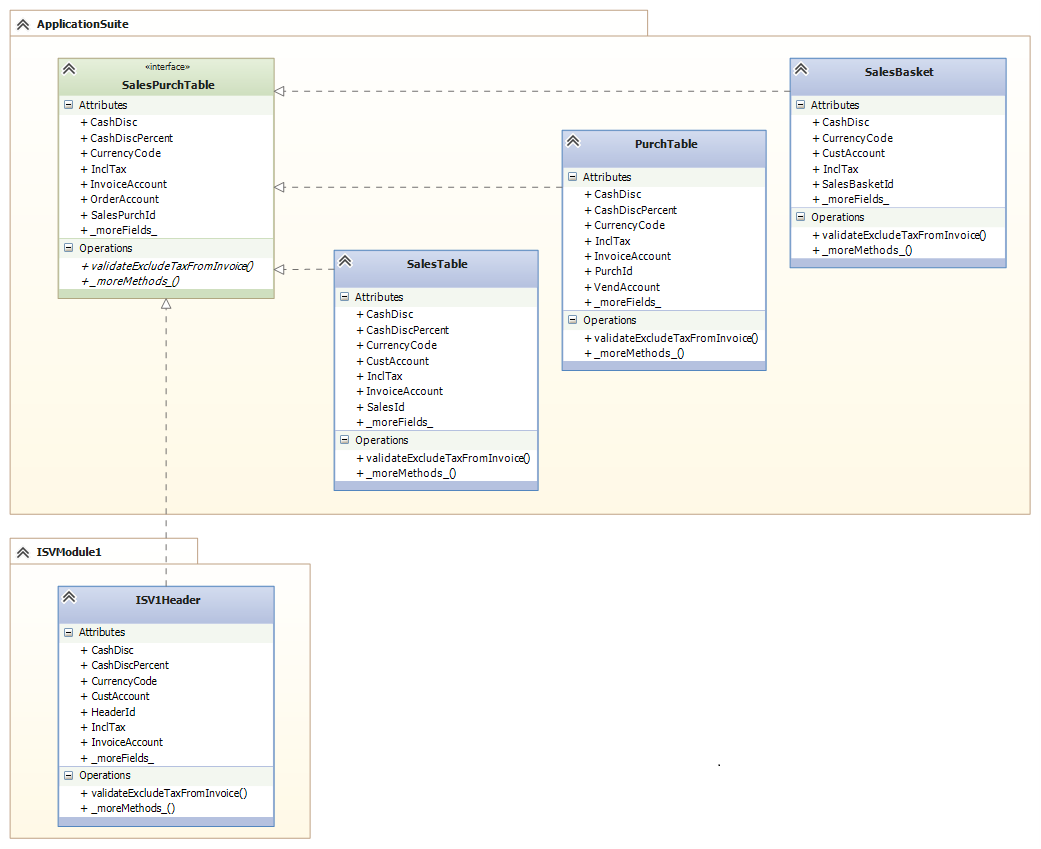 ApplicationSuite
«interface»
SalesPurchTable
Attributes
+ CashDisc
+ CashDiscPercent
+ CurrencyCode
+ InclTax
+ InvoiceAccount
+ OrderAccount
+ SalesPurchId
+ _moreFields_
Operations
+ validateExcludeTaxFromInvoice()
+ _moreMethods_()
SalesBasket
Attributes
+ CashDisc
+ CurrencyCode
+ CustAccount
+ InclTax
+ SalesBasketId
+ _moreFields_
Operations
+ validateExcludeTaxFromInvoice()
+ _moreMethods_()
PurchTable
Attributes
+ CashDisc
+ CashDiscPercent
+ CurrencyCode
+ InclTax
+ InvoiceAccount
+ PurchId
+ VendAccount
+ _moreFields_
Operations
+ validateExcludeTaxFromInvoice()
+ _moreMethods_()
SalesTable
Attributes
+ CashDisc
+ CashDiscPercent
+ CurrencyCode
+ CustAccount
+ InclTax
+ InvoiceAccount
+ SalesId
+ _moreFields_
Operations
+ validateExcludeTaxFromInvoice()
+ _moreMethods_()
ISVModule1
ISV1Header
Attributes
+ CashDisc
+ CashDiscPercent
+ CurrencyCode
+ CustAccount
+ HeaderId
+ InclTax
+ InvoiceAccount
+ _moreFields_
Operations
+ validateExcludeTaxFromInvoice()
+ _moreMethods_()
.